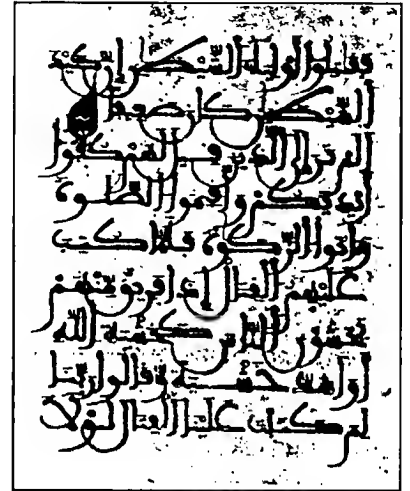 فقتلوا اوليا الشيطن ان كيد
الشيطن كان ضعيفا
الم تر الى الذين قيل لهم كفوا
ايديكم واقيموا الصلوة
واتوا الزكوة فلما كتب
عليهم القتال اذا فريق منهم
يخشون الناس كخشية الله
او اشد خشية وقالوا ربنا
لم كتبت علينا القتال لولا